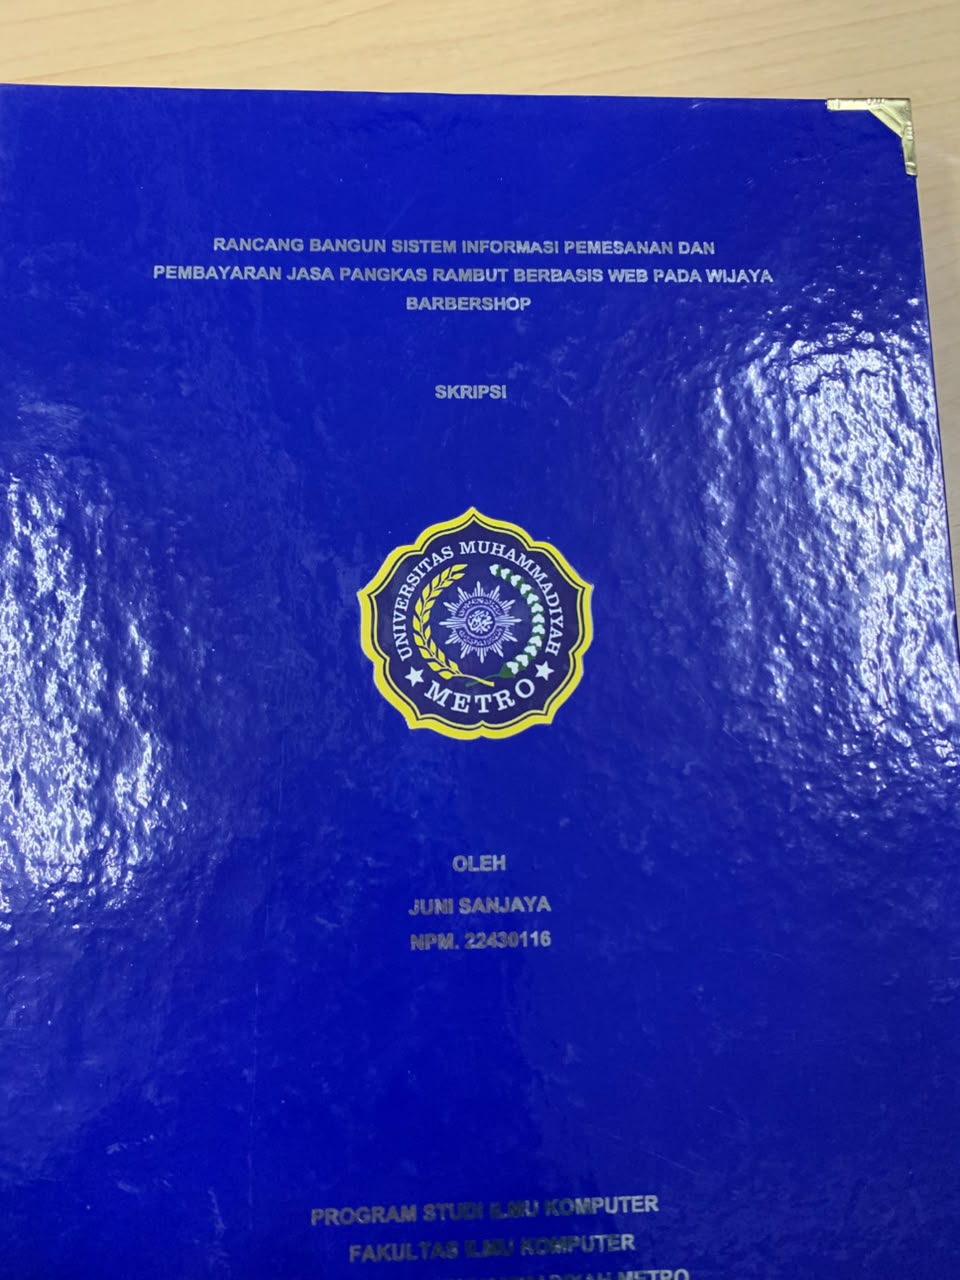 RANCANG BANGUN SISTEM INFORMASI PEMESANAN DAN
PEMBAYARAN JASA PANGKAS RAMBUT BERBASIS WEB PADA WIJAYA
BARBERSHOP
SKRIPSI
UNIVERSITAS MUHAMMADIYAH
METRO
OLEH
JUNI SANJAYA
NPM. 22430116
PROGRAM STUDI ILMU KOMPUTER
FAKULTAS ILMU KOMPUTER
METRO